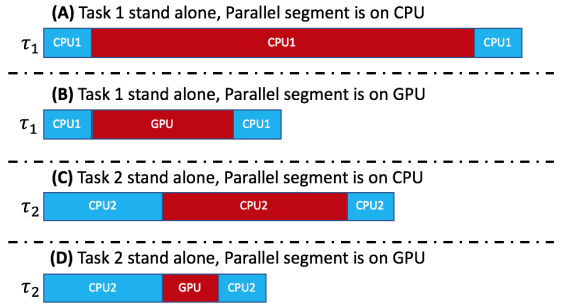 (A) Task 1 stand alone, Parallel segment is on CPU
τ1 CPU1 CPU1 CPU1
(B) Task 1 stand alone, Parallel segment is on GPU
τ1 CPU1 GPU CPU1
(C) Task 2 stand alone, Parallel segment is on CPU
τ2 CPU2 CPU2 CPU2
(D) Task 2 stand alone, Parallel segment is on GPU
τ2 CPU2 GPU CPU2